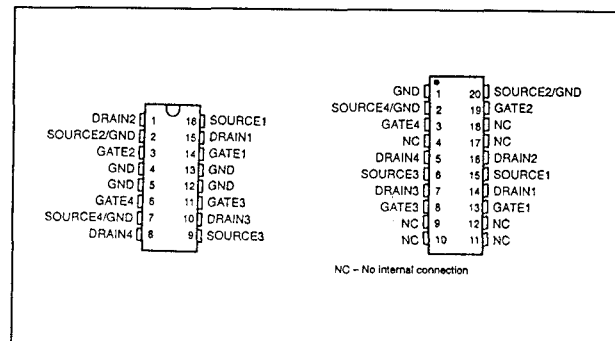 DRAIN2 1 16 SOURCE1
SOURCE2/GND 2 15 DRAIN1
GATE2 3 14 GATE1
GND 4 13 GND
GND 5 12 GND
GATE4 6 11 GATE3
SOURCE4/GND 7 10 DRAIN3
DRAIN4 8 9 SOURCE3
GND 1 20 SOURCE2/GND
SOURCE4/GND 2 19 GATE2
GATE4 3 18 NC
NC 4 17 NC
DRAIN4 5 16 DRAIN2
SOURCE3 6 15 SOURCE1
DRAIN3 7 14 DRAIN1
GATE3 8 13 GATE1
NC 9 12 NC
NC 10 11 NC
NC – No internal connection